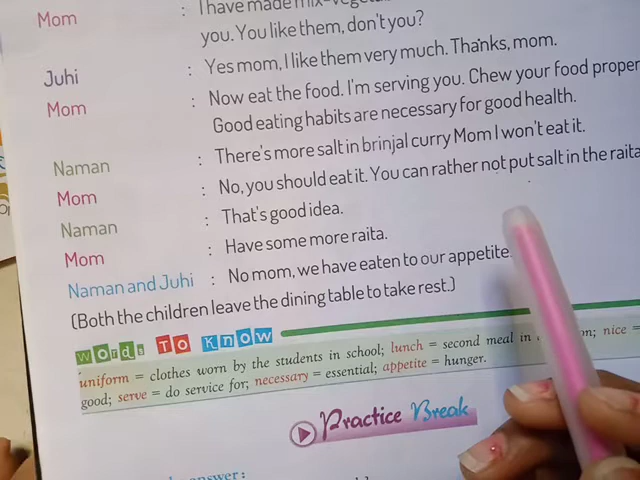 Mom : I have made mix-vegeta
you. You like them, don't you?
Juhi : Yes mom, I like them very much. Thanks, mom.
Mom : Now eat the food. I'm serving you. Chew your food proper
Good eating habits are necessary for good health.
Naman : There's more salt in brinjal curry Mom I won't eat it.
Mom : No, you should eat it. You can rather not put salt in the raita
Naman : That's good idea.
Mom : Have some more raita.
Naman and Juhi : No mom, we have eaten to our appetite.
(Both the children leave the dining table to take rest.)
Words To Know
uniform = clothes worn by the students in school; lunch = second meal in nice =
good; serve = do service for; necessary = essential; appetite = hunger.
Practice Break
answer: